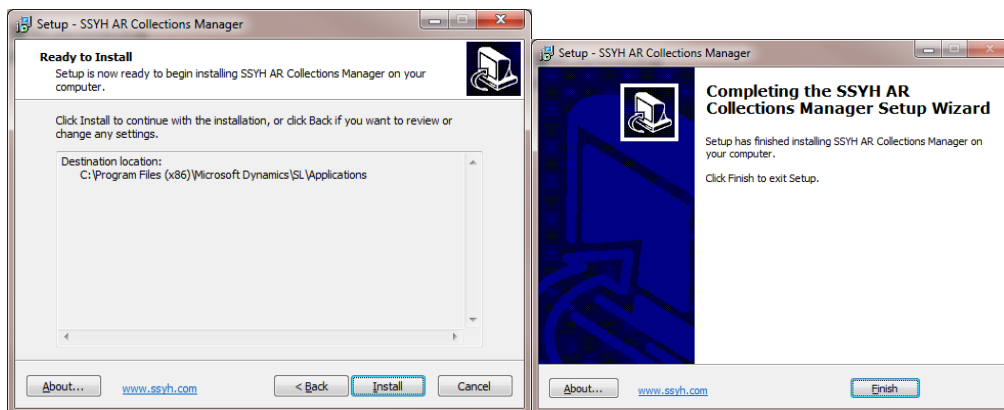 Setup - SSYH AR Collections Manager
Ready to Install
Setup is now ready to begin installing SSYH AR Collections Manager on your
computer.
Click Install to continue with the installation, or click Back if you want to review or
change any settings.
Destination location:
C:\Program Files (x86)\Microsoft Dynamics\SL\Applications
About...
www.ssyh.com
< Back
Install
Cancel
Setup - SSYH AR Collections Manager
Completing the SSYH AR
Collections Manager Setup Wizard
Setup has finished installing SSYH AR Collections Manager on
your computer.
Click Finish to exit Setup.
About...
www.ssyh.com
Finish